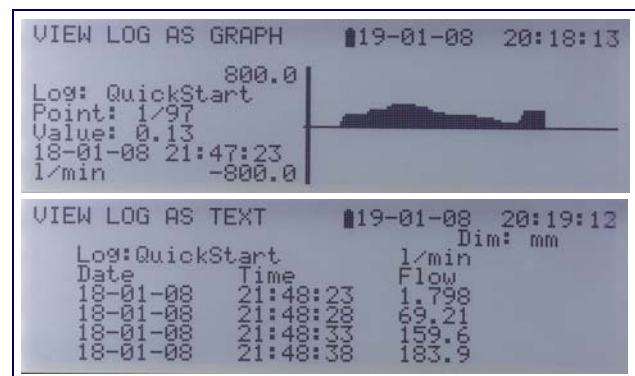 VIEW LOG AS GRAPH 19-01-08 20:18:13
800.0
Log: QuickStart
Point: 1/97
Value: 0.13
18-01-08 21:47:23
l/min -800.0
VIEW LOG AS TEXT 19-01-08 20:19:12
Dim: mm
Log:QuickStart l/min
Date Time Flow
18-01-08 21:48:23 1.798
18-01-08 21:48:28 69.21
18-01-08 21:48:33 159.6
18-01-08 21:48:38 183.9